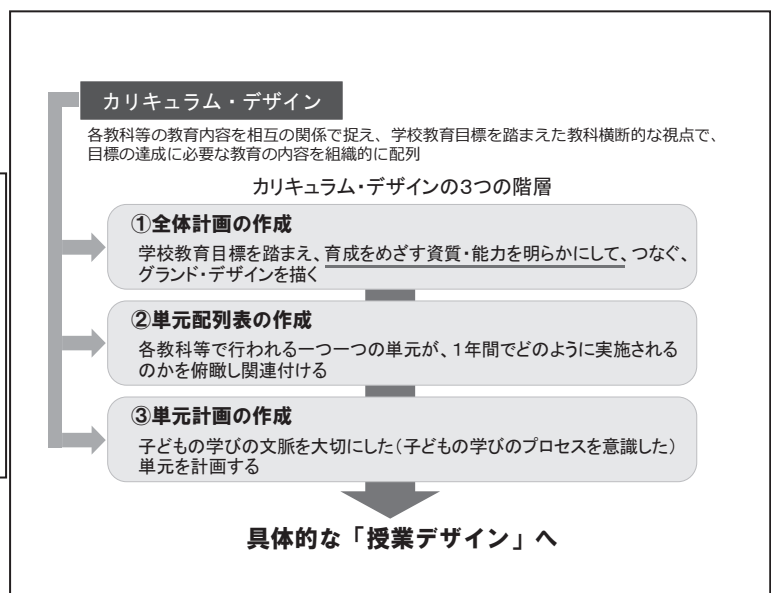 カリキュラム・デザイン
各教科等の教育内容を相互の関係で捉え、学校教育目標を踏まえた教科横断的な視点で、
目標の達成に必要な教育の内容を組織的に配列
カリキュラム・デザインの3つの階層
①全体計画の作成
学校教育目標を踏まえ、育成をめざす資質・能力を明らかにして、つなぐ、
グランド・デザインを描く
②単元配列表の作成
各教科等で行われる一つ一つの単元が、1年間でどのように実施される
のかを俯瞰し関連付ける
③単元計画の作成
子どもの学びの文脈を大切にした(子どもの学びのプロセスを意識した)
単元を計画する
具体的な「授業デザイン」へ